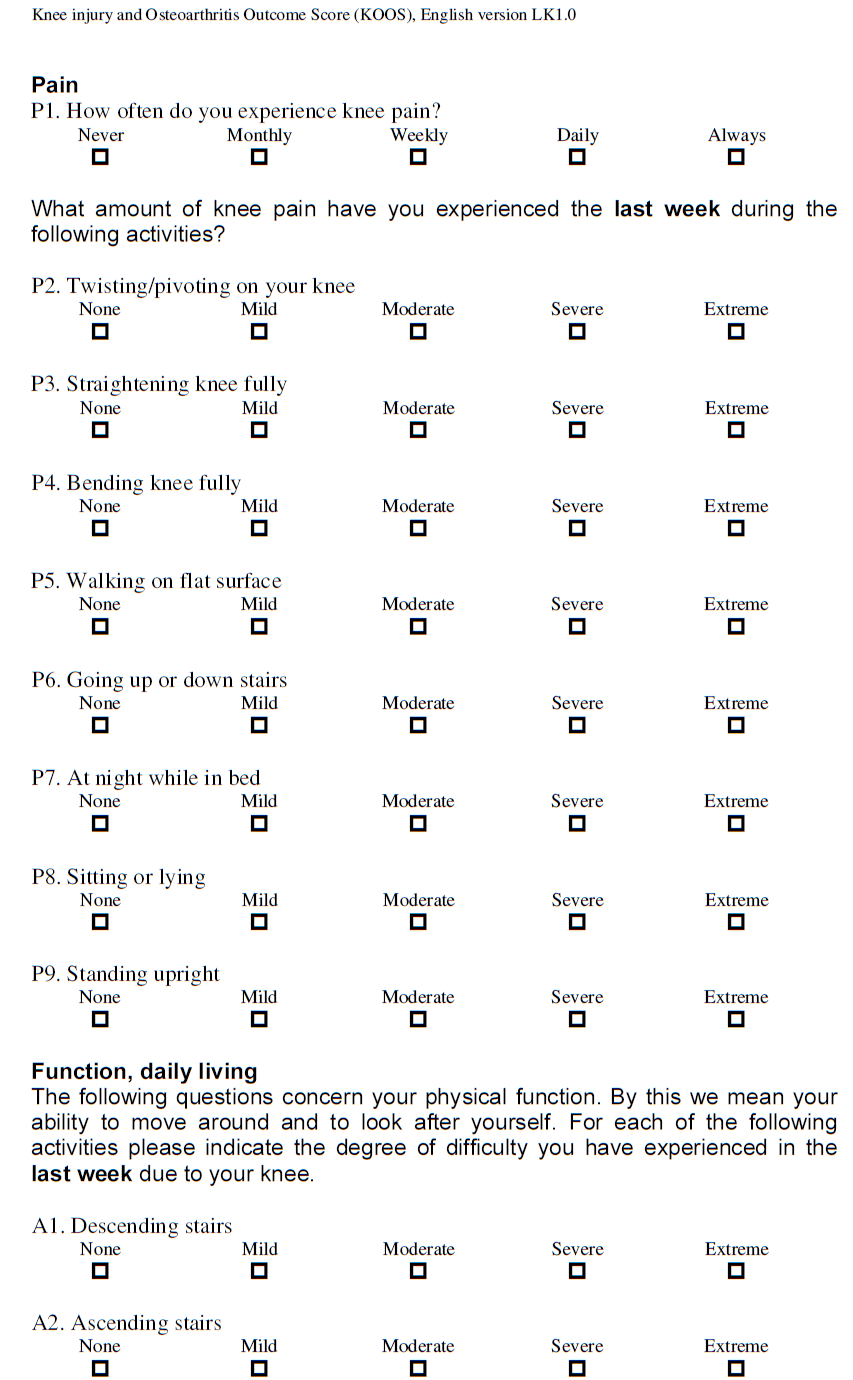 Knee injury and Osteoarthritis Outcome Score (KOOS), English version LK1.0
Pain
P1. How often do you experience knee pain?
Never Monthly Weekly Daily Always
What amount of knee pain have you experienced the last week during the
following activities?
P2. Twisting/pivoting on your knee
None Mild Moderate Severe Extreme
P3. Straightening knee fully
None Mild Moderate Severe Extreme
P4. Bending knee fully
None Mild Moderate Severe Extreme
P5. Walking on flat surface
None Mild Moderate Severe Extreme
P6. Going up or down stairs
None Mild Moderate Severe Extreme
P7. At night while in bed
None Mild Moderate Severe Extreme
P8. Sitting or lying
None Mild Moderate Severe Extreme
P9. Standing upright
None Mild Moderate Severe Extreme
Function, daily living
The following questions concern your physical function. By this we mean your
ability to move around and to look after yourself. For each of the following
activities please indicate the degree of difficulty you have experienced in the
last week due to your knee.
A1. Descending stairs
None Mild Moderate Severe Extreme
A2. Ascending stairs
None Mild Moderate Severe Extreme